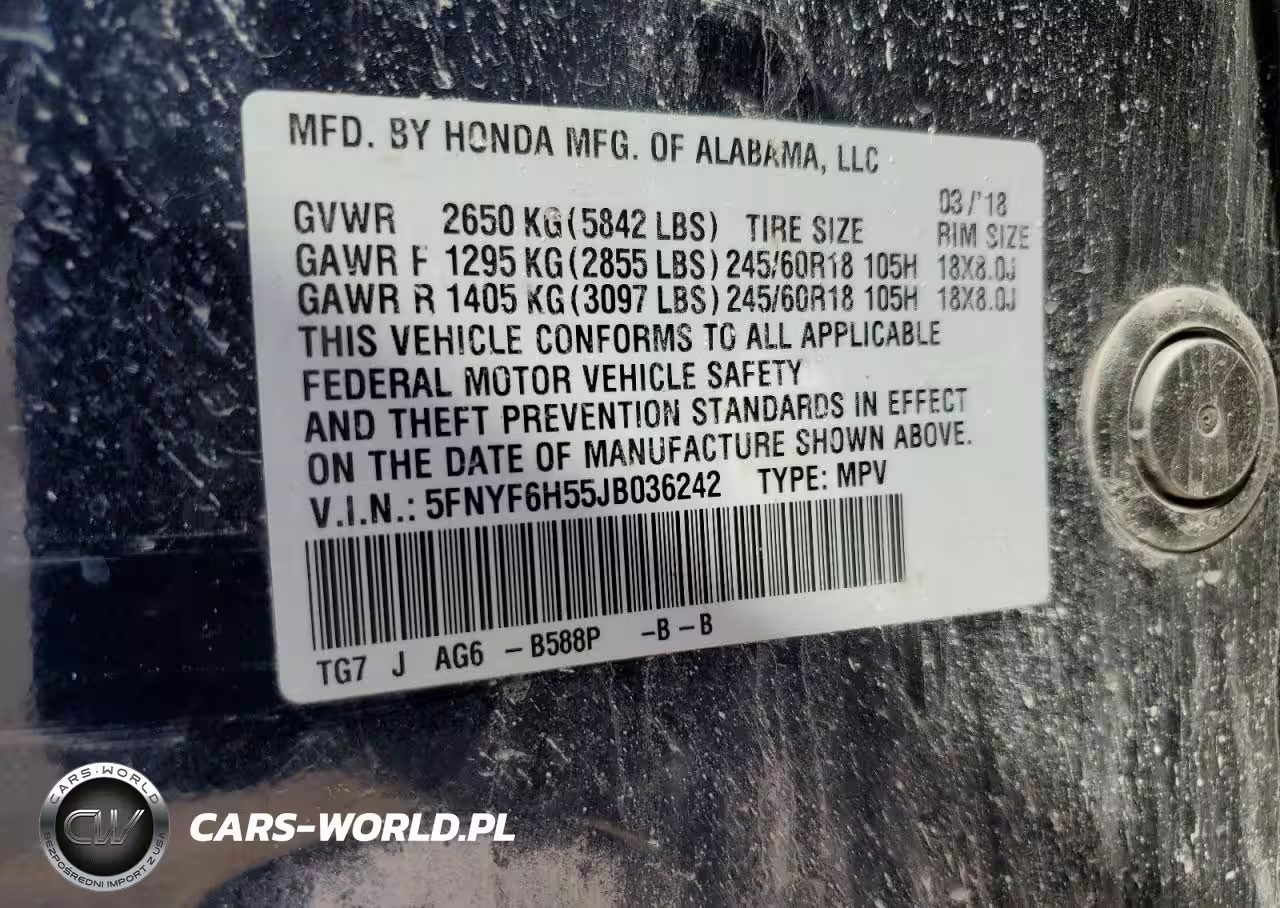 MFD. BY HONDA MFG. OF ALABAMA, LLC
03/'18
GVWR 2650 KG (5842 LBS) TIRE SIZE RIM SIZE
GAWR F 1295 KG (2855 LBS) 245/60R18 105H 18X8.0J
GAWR R 1405 KG (3097 LBS) 245/60R18 105H 18X8.0J
THIS VEHICLE CONFORMS TO ALL APPLICABLE
FEDERAL MOTOR VEHICLE SAFETY
AND THEFT PREVENTION STANDARDS IN EFFECT
ON THE DATE OF MANUFACTURE SHOWN ABOVE.
V.I.N.: 5FNYF6H55JB036242 TYPE: MPV
TG7 J AG6 -B588P -B-B
CARS-WORLD
CW
BEZPOŚREDNI IMPORT Z USA
CARS-WORLD.PL